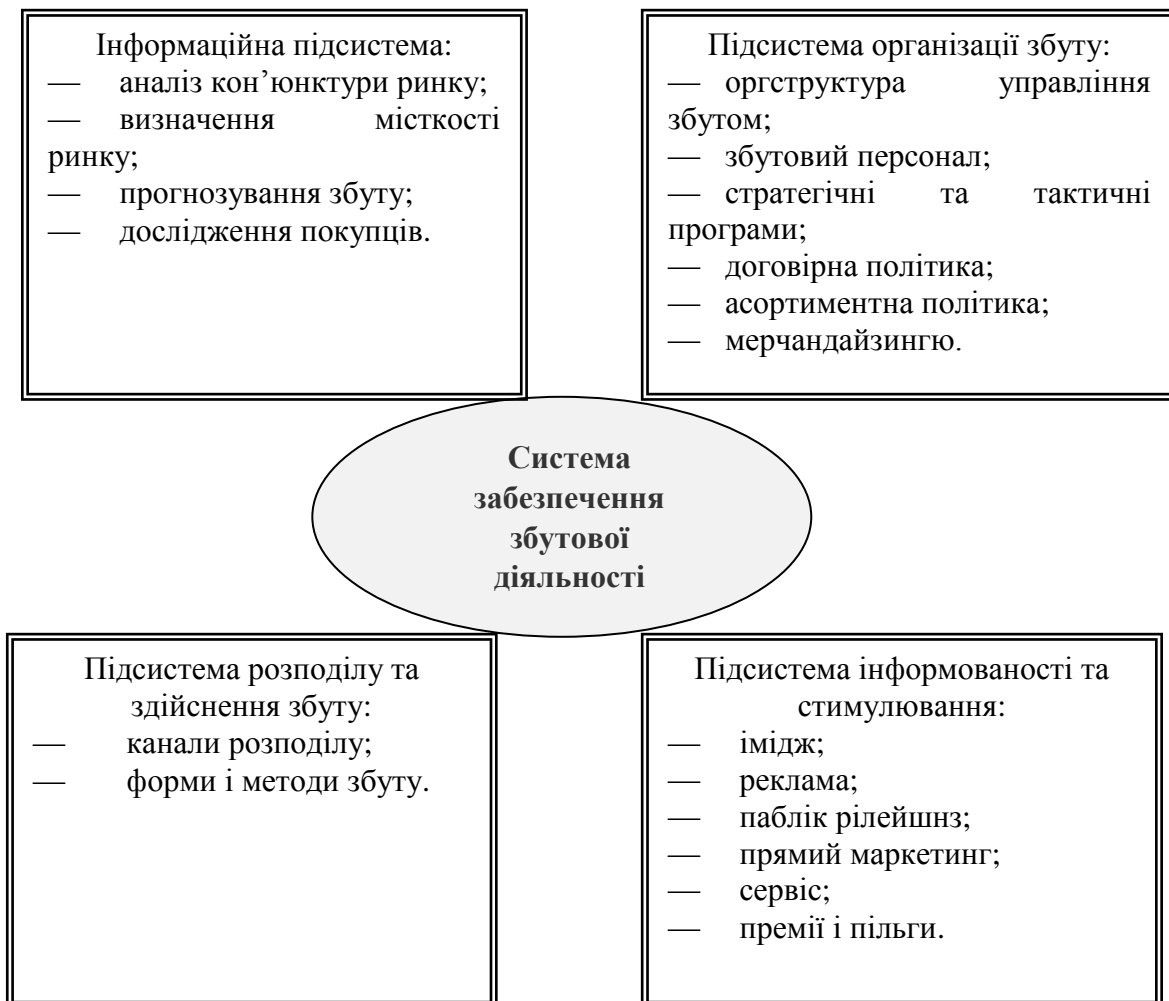 Інформаційна підсистема:
— аналіз кон’юнктури ринку;
— визначення місткості
ринку;
— прогнозування збуту;
— дослідження покупців.
Підсистема організації збуту:
— оргструктура управління
збутом;
— збутовий персонал;
— стратегічні та тактичні
програми;
— договірна політика;
— асортиментна політика;
— мерчандайзингю.
Система
забезпечення
збутової
діяльності
Підсистема розподілу та
здійснення збуту:
— канали розподілу;
— форми і методи збуту.
Підсистема інформованості та
стимулювання:
— імідж;
— реклама;
— паблік рілейшнз;
— прямий маркетинг;
— сервіс;
— премії і пільги.